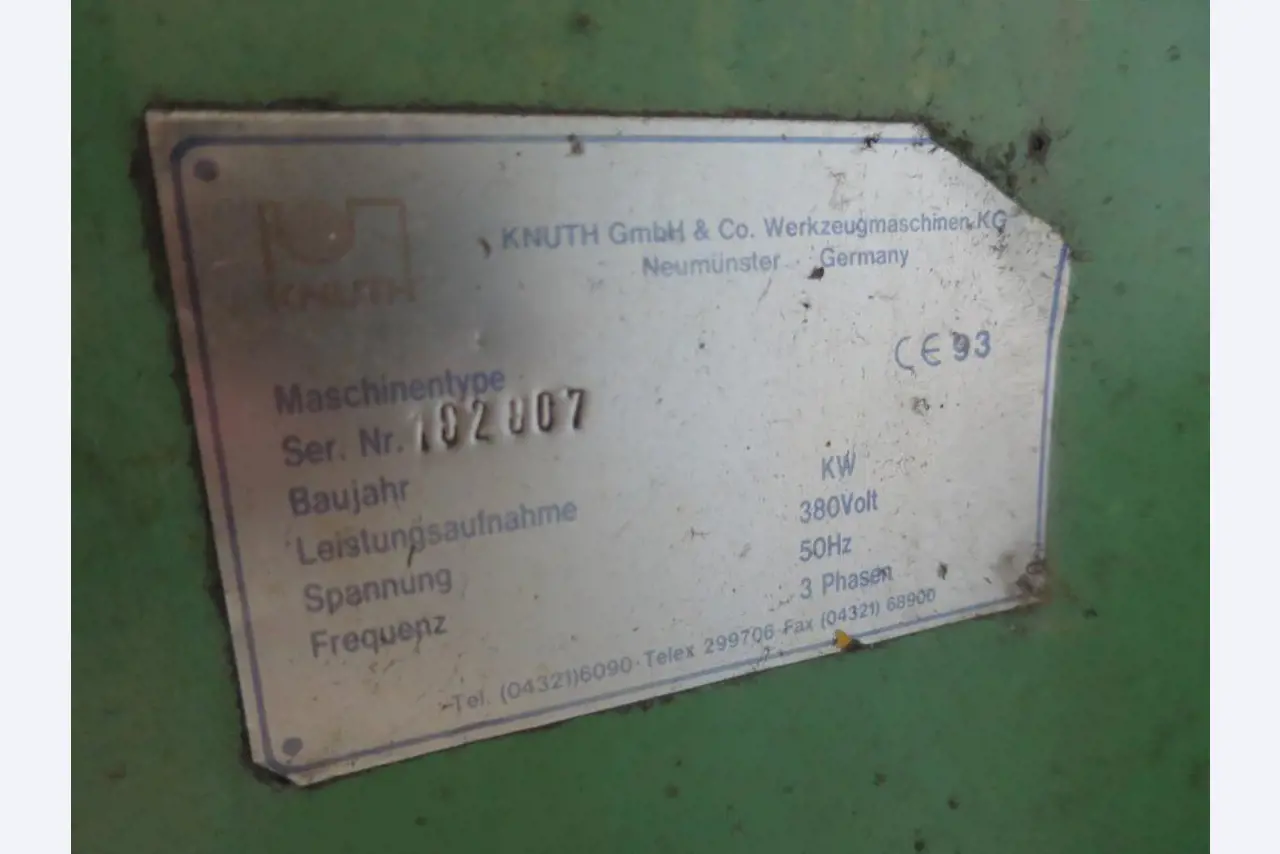 KNUTH
KNUTH GmbH & Co. Werkzeugmaschinen KG
Neumünster · Germany
CE 93
Maschinentype
Ser. Nr. 102007
Baujahr
Leistungsaufnahme KW
Spannung 380Volt
Frequenz 50Hz
3 Phasen
Tel. (04321)6090 · Telex 299706 · Fax (04321) 68900